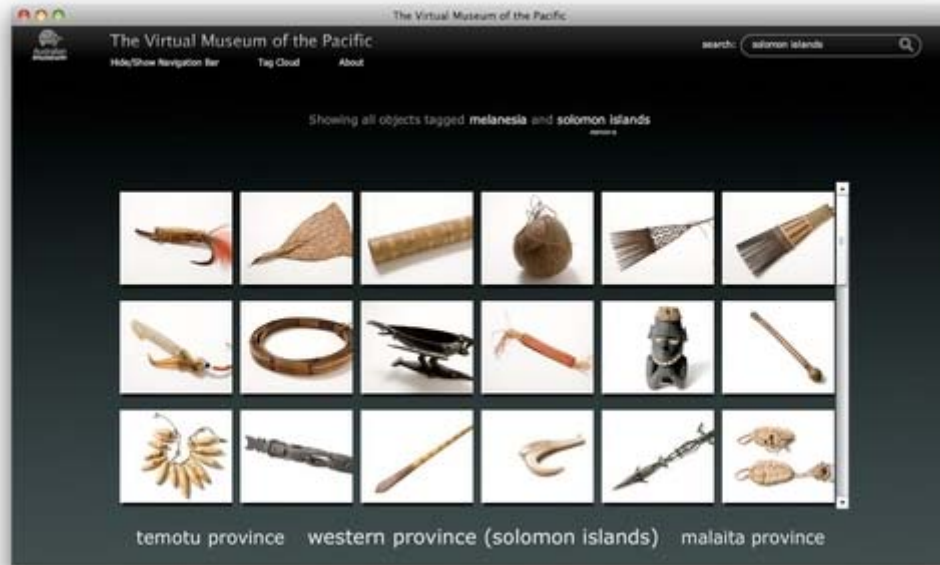 The Virtual Museum of the Pacific
australian museum
The Virtual Museum of the Pacific
search: solomon islands
Hide/Show Navigation Bar Tag Cloud About
Showing all objects tagged melanesia and solomon islands
temotu province western province (solomon islands) malaita province